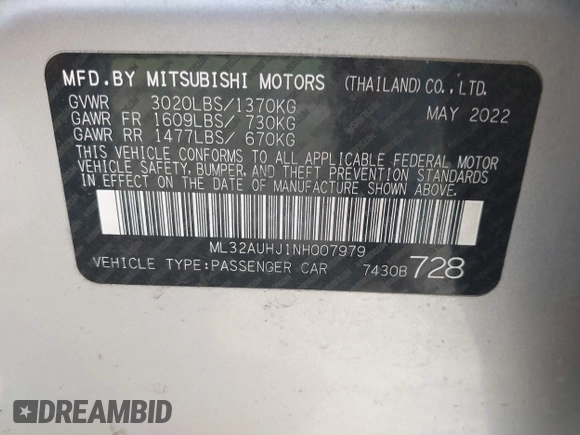 MFD.BY MITSUBISHI MOTORS (THAILAND)CO.,LTD.
GVWR 3020LBS/1370KG MAY 2022
GAWR FR 1609LBS/ 730KG
GAWR RR 1477LBS/ 670KG
THIS VEHICLE CONFORMS TO ALL APPLICABLE FEDERAL MOTOR
VEHICLE SAFETY, BUMPER, AND THEFT PREVENTION STANDARDS
IN EFFECT ON THE DATE OF MANUFACTURE SHOWN ABOVE.
ML32AUHJ1NH007979
VEHICLE TYPE:PASSENGER CAR 7430B 728
DREAMBID